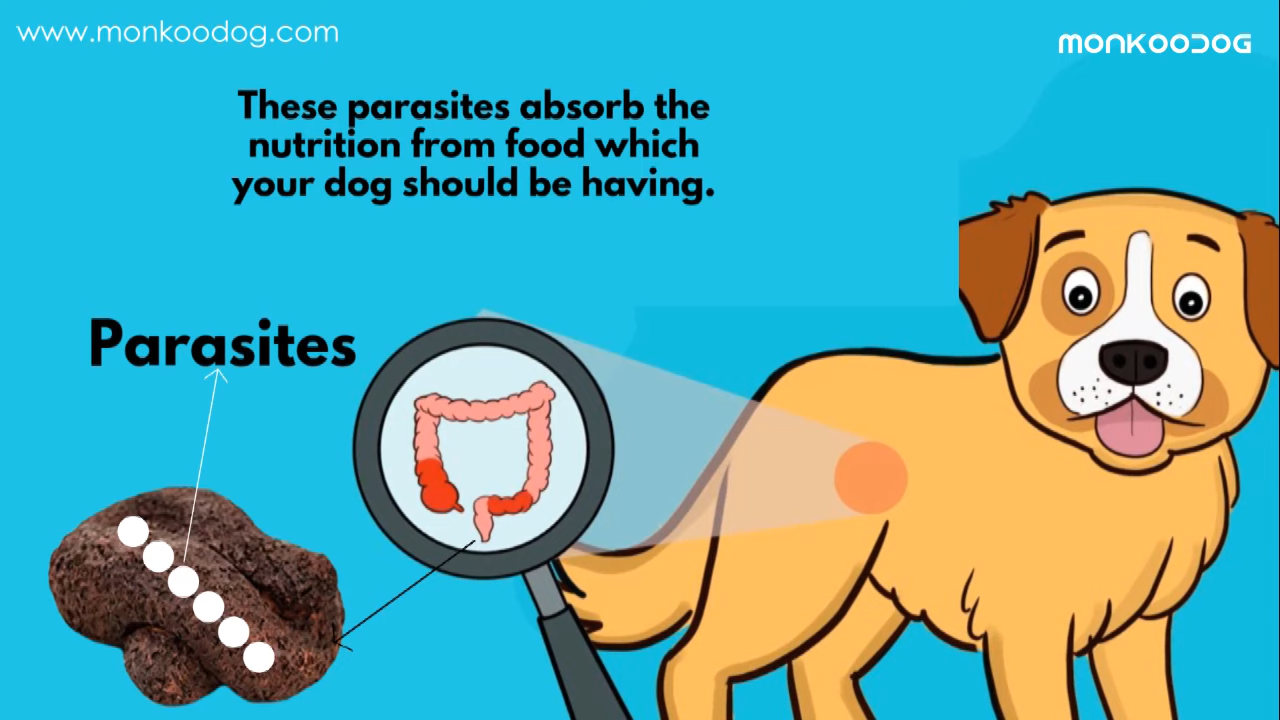 www.monkoodog.com
MONKOODOG
These parasites absorb the
nutrition from food which
your dog should be having.
Parasites